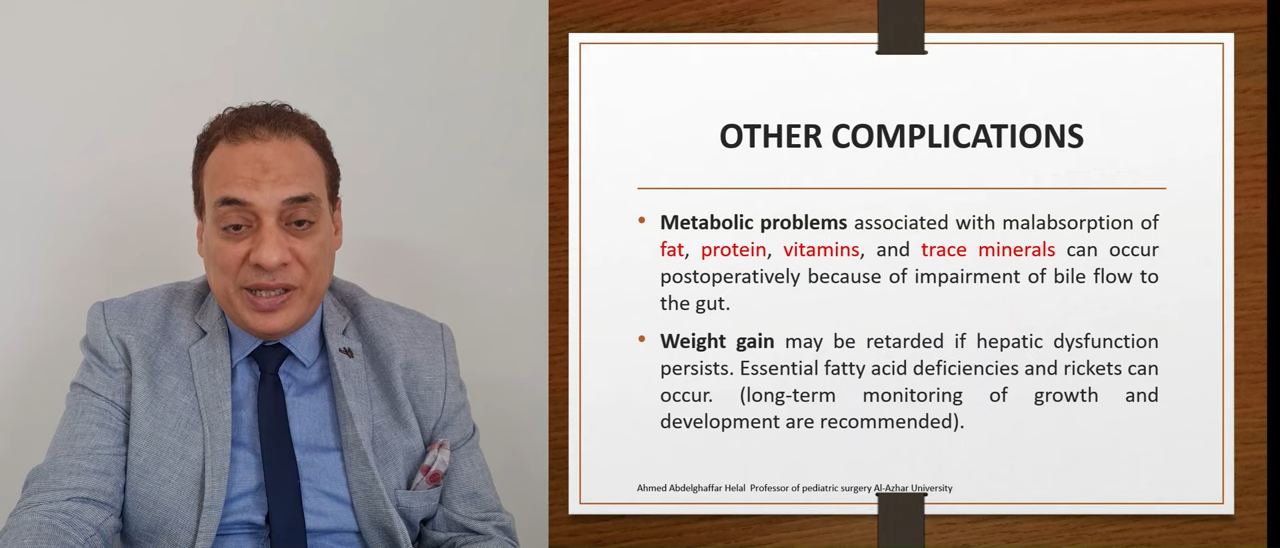 OTHER COMPLICATIONS
• Metabolic problems associated with malabsorption of
fat, protein, vitamins, and trace minerals can occur
postoperatively because of impairment of bile flow to
the gut.
• Weight gain may be retarded if hepatic dysfunction
persists. Essential fatty acid deficiencies and rickets can
occur. (long-term monitoring of growth and
development are recommended).
Ahmed Abdelghaffar Helal Professor of pediatric surgery Al-Azhar University